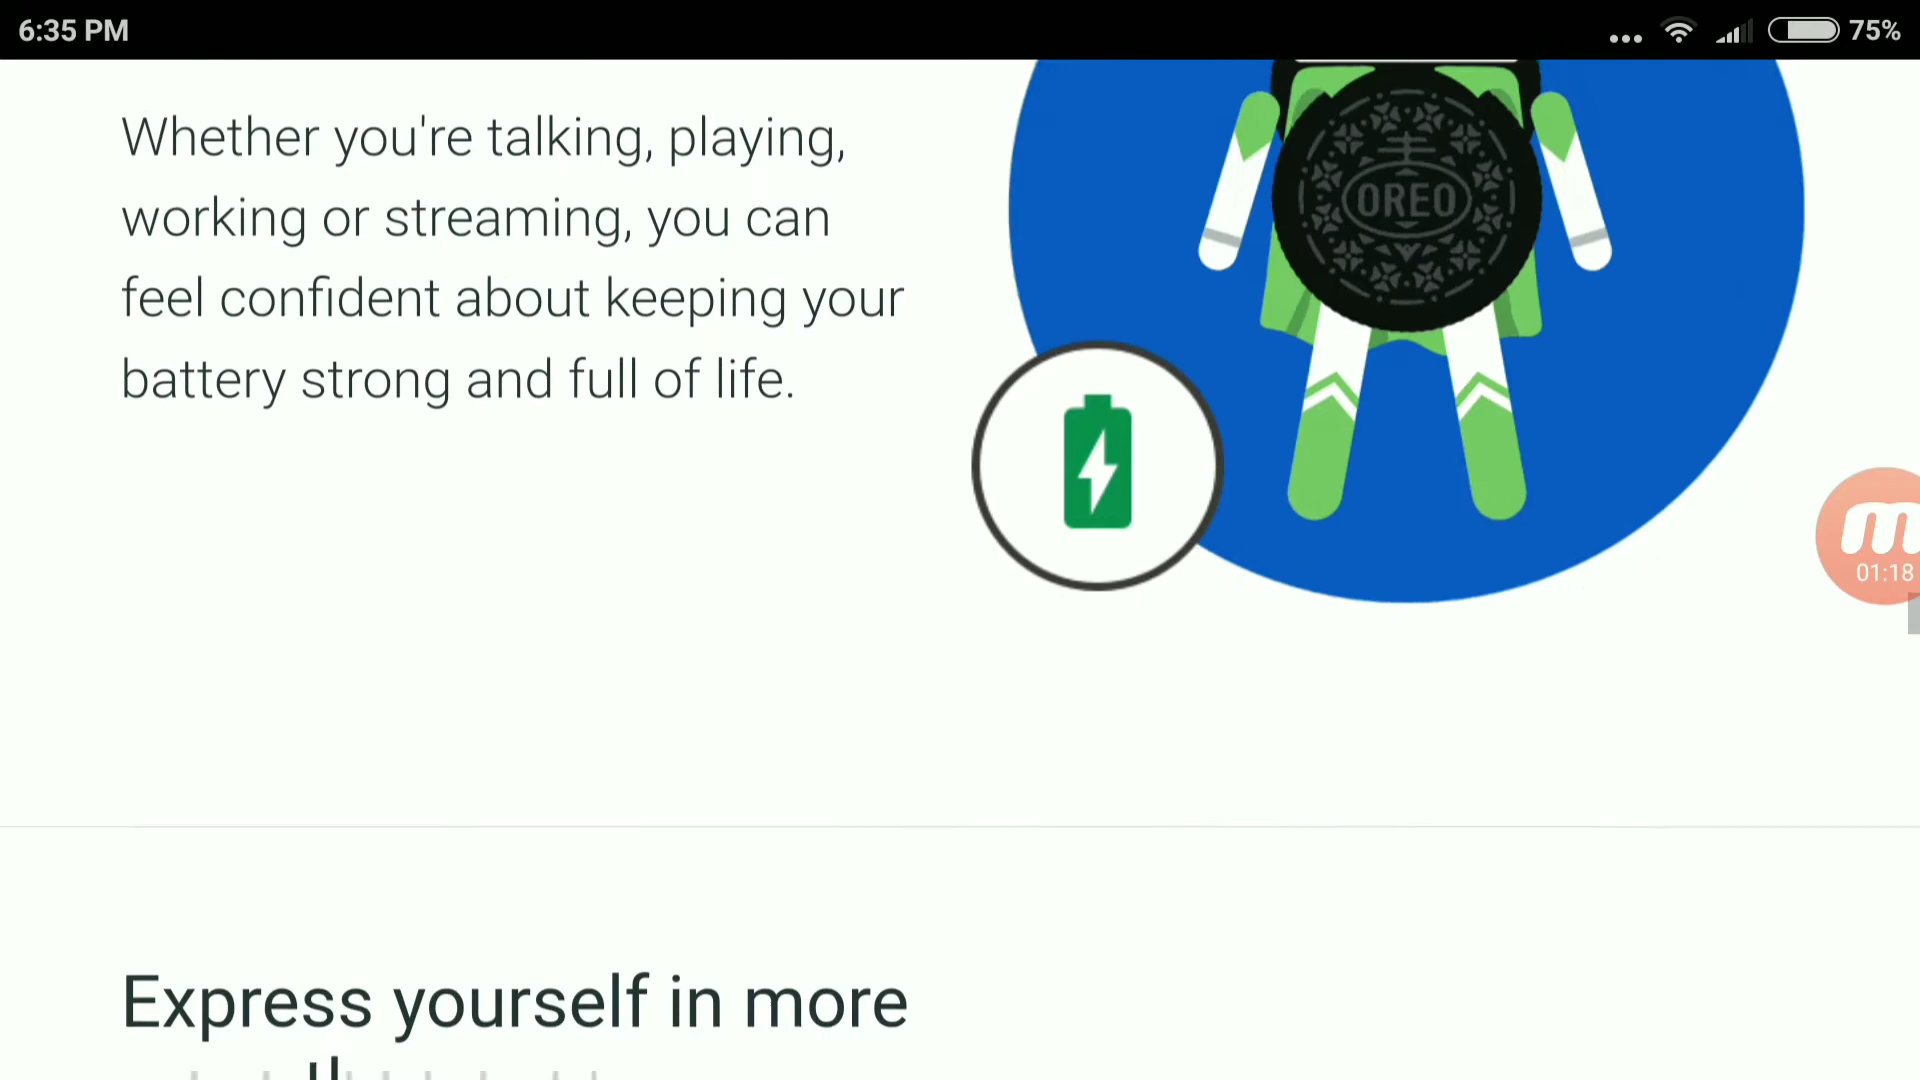 6:35 PM
75%
Whether you're talking, playing,
working or streaming, you can
feel confident about keeping your
battery strong and full of life.
OREO
01:18
Express yourself in more